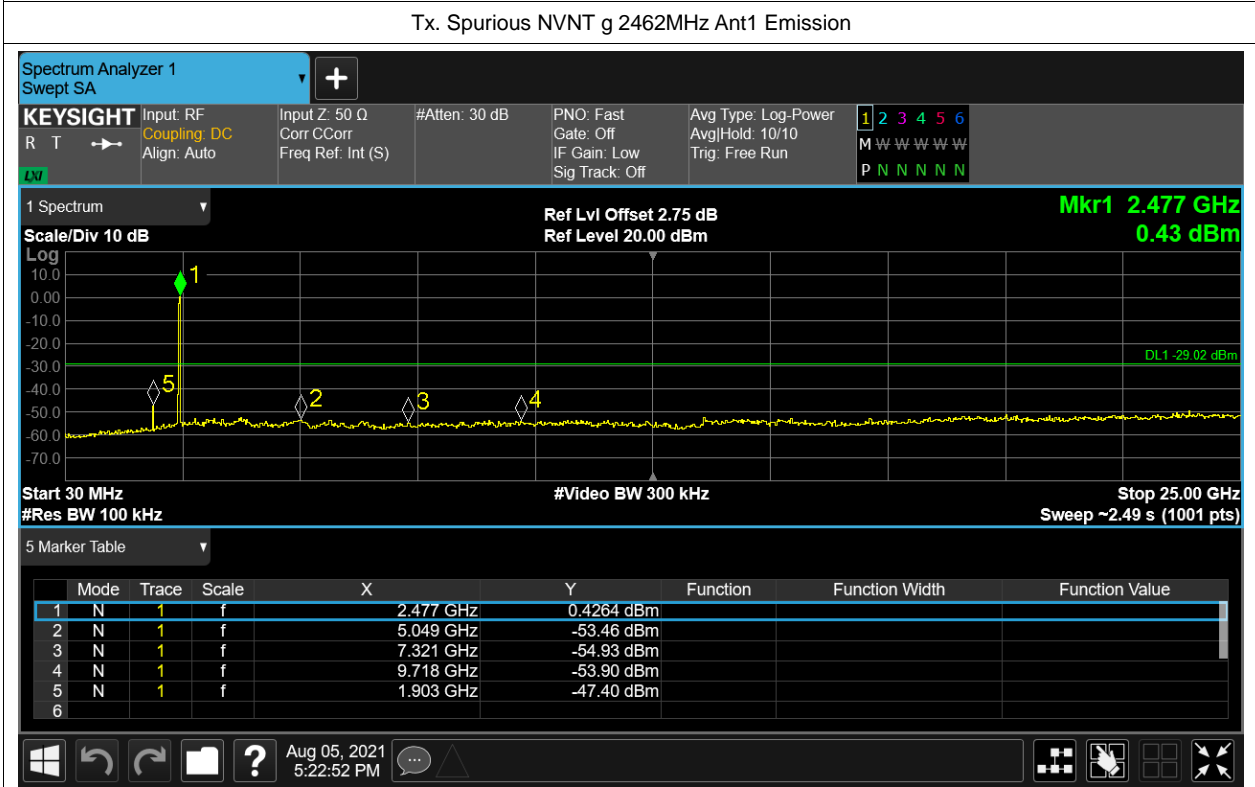 Tx. Spurious NVNT g 2462MHz Ant1 Emission
Spectrum Analyzer 1
Swept SA
KEYSIGHT
R T
LXI
Input: RF
Coupling: DC
Align: Auto
Input Z: 50 Ω
Corr CCorr
Freq Ref: Int (S)
#Atten: 30 dB
PNO: Fast
Gate: Off
IF Gain: Low
Sig Track: Off
Avg Type: Log-Power
Avg|Hold: 10/10
Trig: Free Run
1 2 3 4 5 6
M W W W W W
P N N N N N
1 Spectrum
Scale/Div 10 dB
Ref Lvl Offset 2.75 dB
Ref Level 20.00 dBm
Mkr1 2.477 GHz
0.43 dBm
Log
10.0
0.00
-10.0
-20.0
-30.0
-40.0
-50.0
-60.0
-70.0
1
5
2
3
4
DL1 -29.02 dBm
Start 30 MHz
#Video BW 300 kHz
Stop 25.00 GHz
#Res BW 100 kHz
Sweep ~2.49 s (1001 pts)
5 Marker Table
Mode Trace Scale X Y Function Function Width Function Value
1 N 1 f 2.477 GHz 0.4264 dBm
2 N 1 f 5.049 GHz -53.46 dBm
3 N 1 f 7.321 GHz -54.93 dBm
4 N 1 f 9.718 GHz -53.90 dBm
5 N 1 f 1.903 GHz -47.40 dBm
6
?
Aug 05, 2021
5:22:52 PM